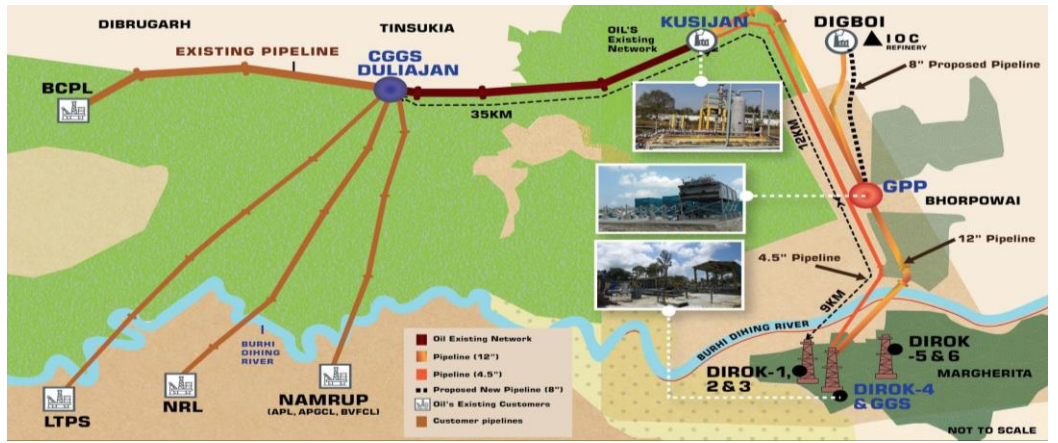 DIBRUGARH
TINSUKIA
KUSIJAN
DIGBOI
OIL'S
Existing
Network
IOC
REFINERY
EXISTING PIPELINE
CGGS
DULIAJAN
8" Proposed Pipeline
BCPL
35KM
12KM
GPP
BHORPOWAI
12" Pipeline
4.5" Pipeline
9KM
BURHI
DIHING
RIVER
BURHI DIHING RIVER
Oil Existing Network
Pipeline (12")
Pipeline (4.5")
Proposed New Pipeline (8")
Oil's Existing Customers
Customer pipelines
DIROK
-5 & 6
DIROK-1,
2 & 3
MARGHERITA
DIROK-4
& GGS
LTPS
NRL
NAMRUP
(APL, APGCL, BVFCL)
NOT TO SCALE